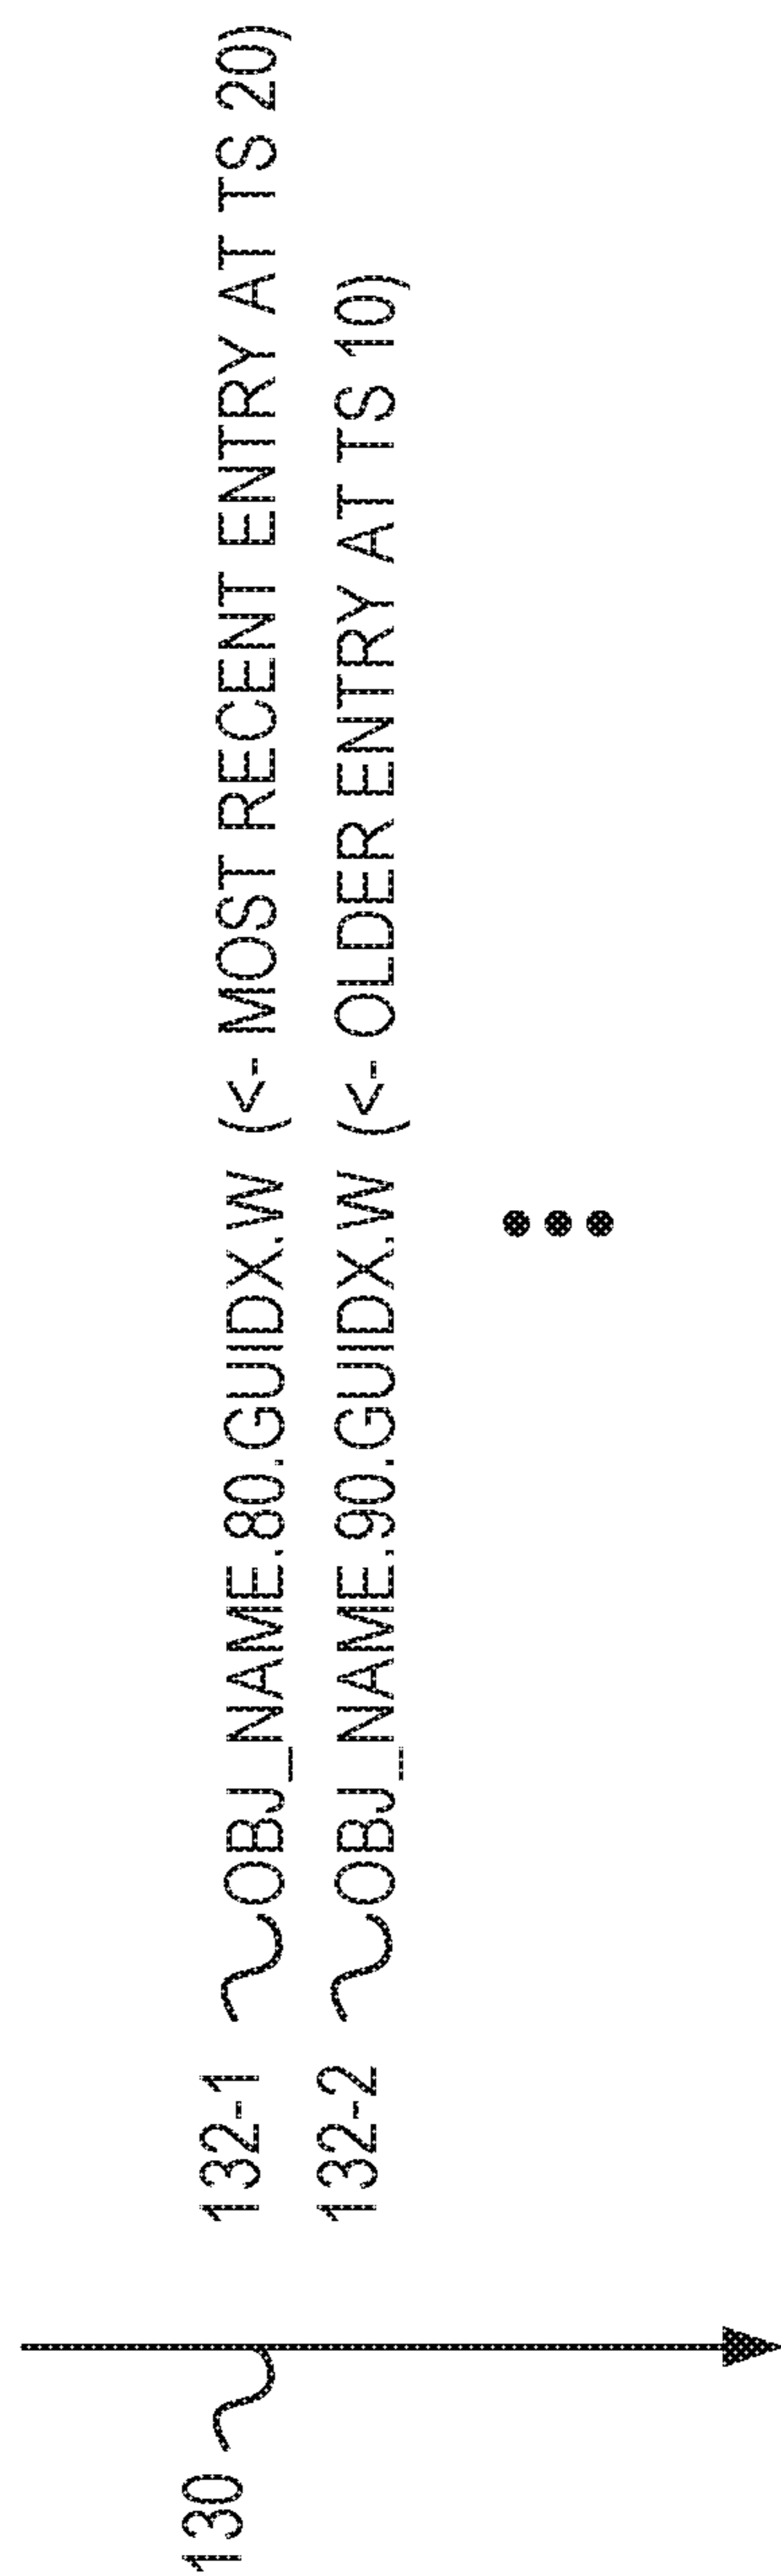 130
132-1 OBJ_NAME.80.GUIDX.W (<- MOST RECENT ENTRY AT TS 20)
132-2 OBJ_NAME.90.GUIDX.W (<- OLDER ENTRY AT TS 10)